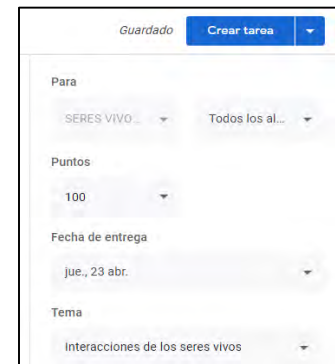 Guardado Crear tarea
Para
SERES VIVO... Todos los al...
Puntos
100
Fecha de entrega
jue., 23 abr.
Tema
Interacciones de los seres vivos